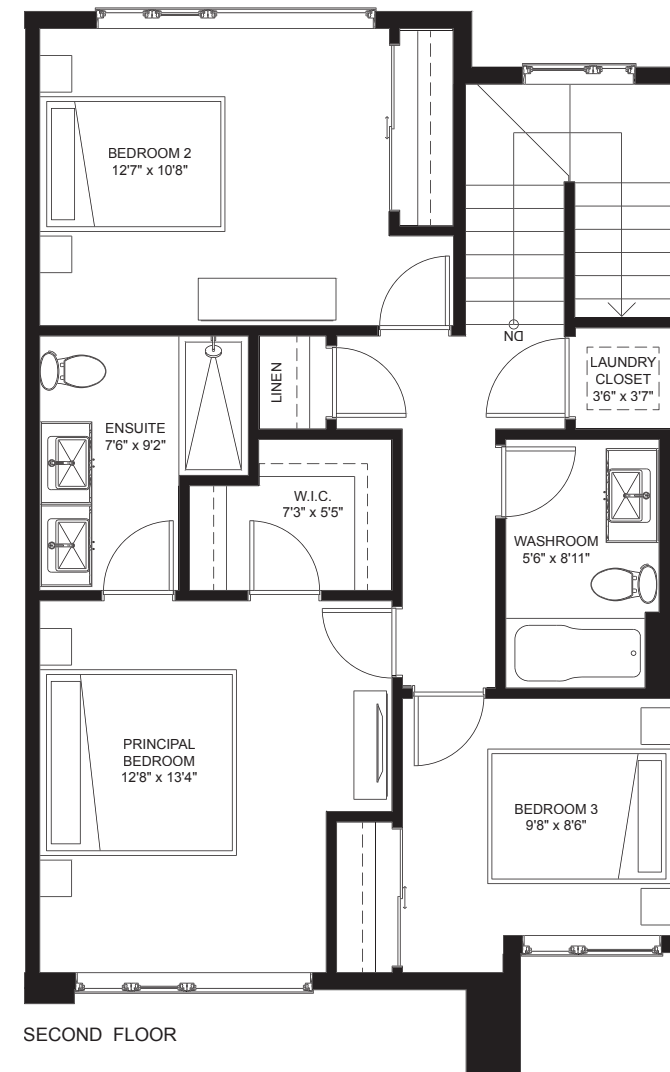 BEDROOM 2
12'7" x 10'8"
DN
LINEN
LAUNDRY
CLOSET
3'6" x 3'7"
ENSUITE
7'6" x 9'2"
W.I.C.
7'3" x 5'5"
WASHROOM
5'6" x 8'11"
PRINCIPAL
BEDROOM
12'8" x 13'4"
BEDROOM 3
9'8" x 8'6"
SECOND FLOOR